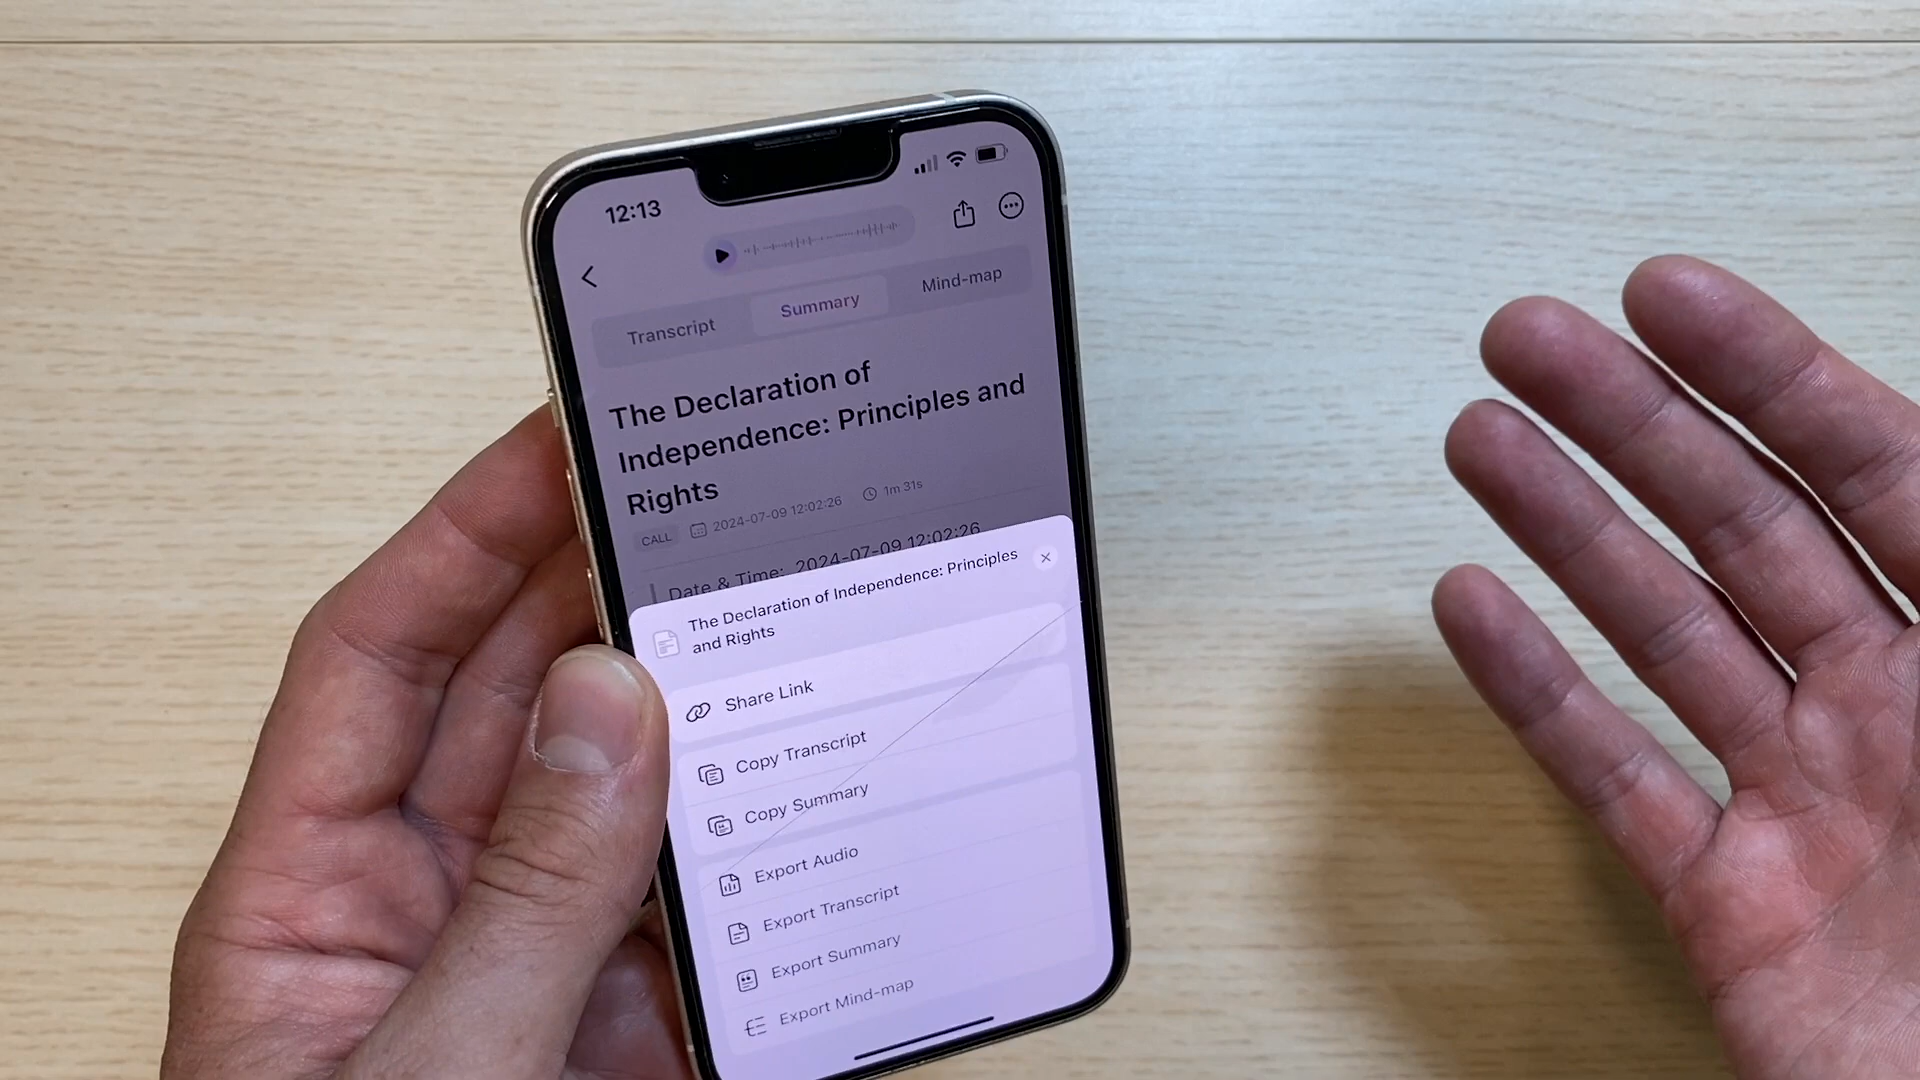 12:13
Transcript
Summary
Mind-map
The Declaration of
Independence: Principles and
Rights
CALL
2024-07-09 12:02:26
1m 31s
Date & Time: 2024-07-09 12:02:26
The Declaration of Independence: Principles
and Rights
Share Link
Copy Transcript
Copy Summary
Export Audio
Export Transcript
Export Summary
Export Mind-map